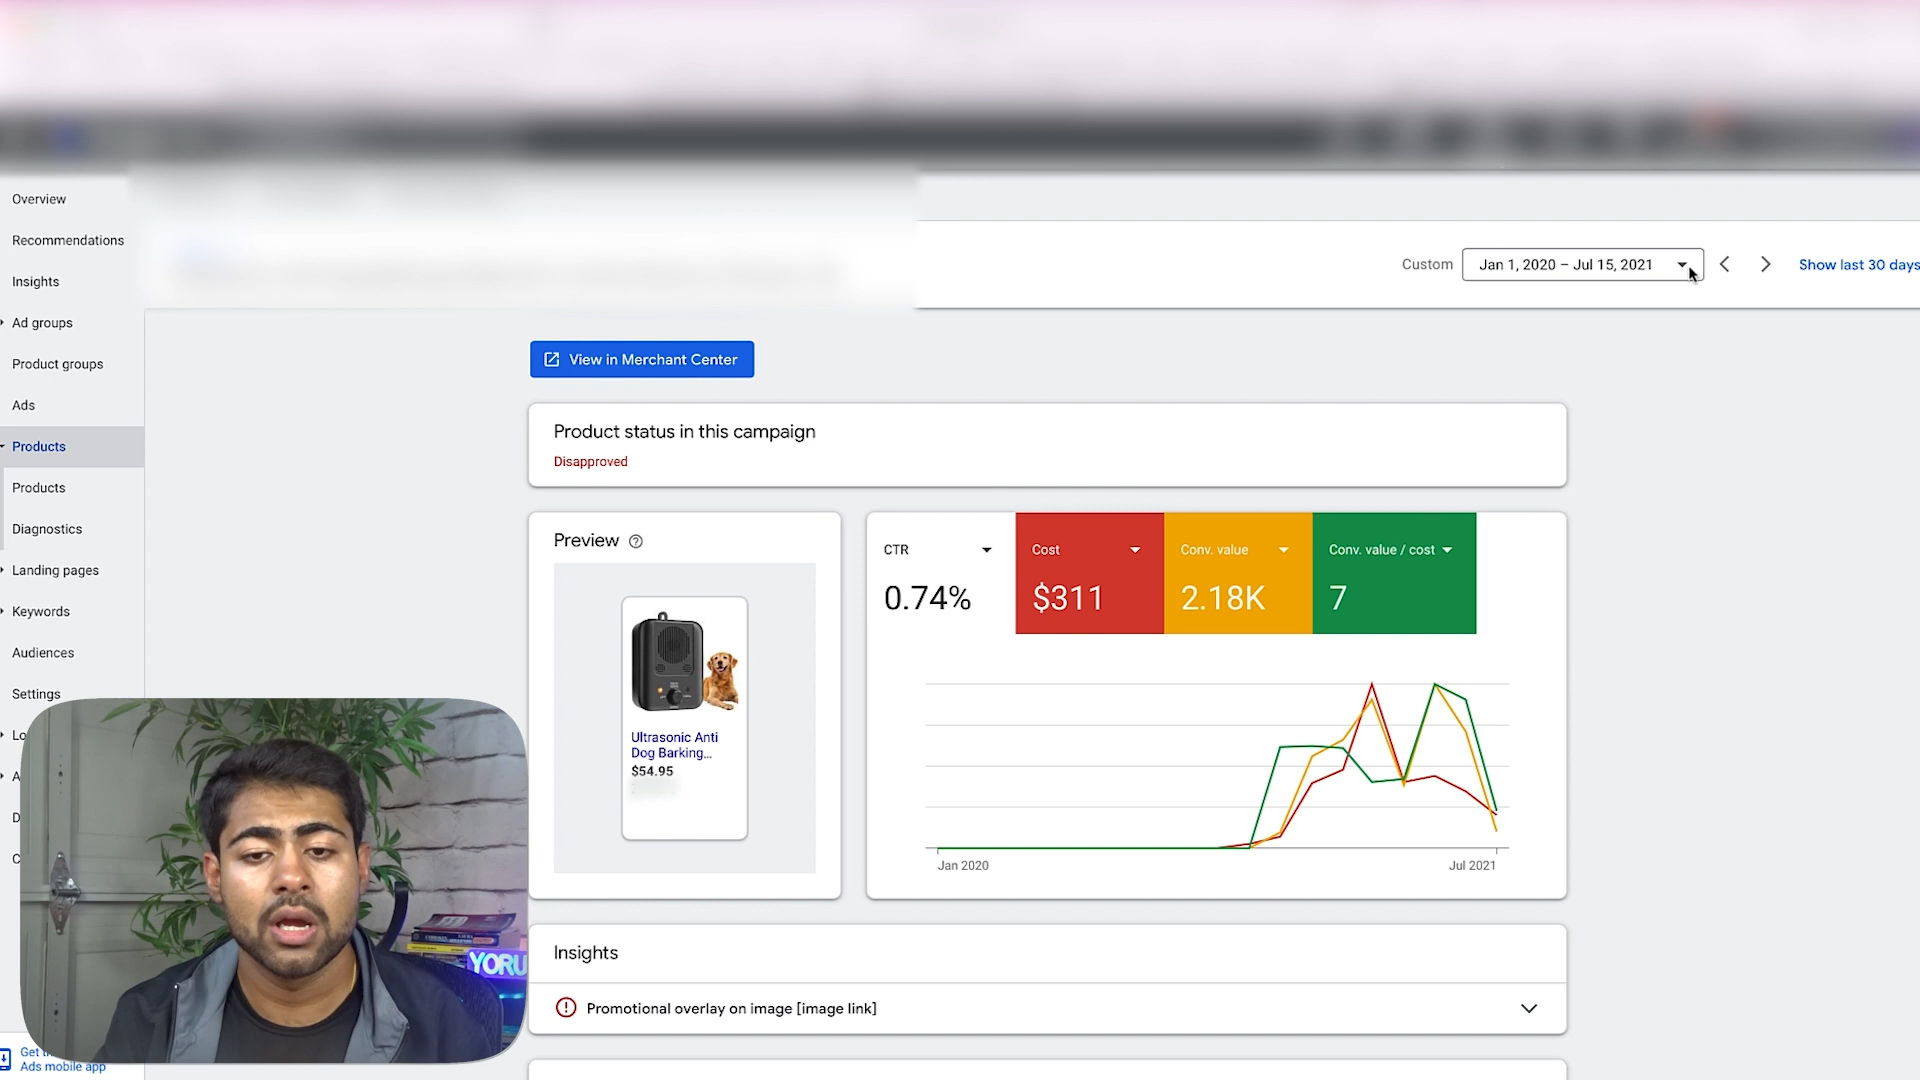 Overview
Recommendations
Insights
Ad groups
Product groups
Ads
Products
Products
Diagnostics
Landing pages
Keywords
Audiences
Settings
Lo
A
D
C
Get
Ads mobile app
Custom
Jan 1, 2020 – Jul 15, 2021
Show last 30 days
View in Merchant Center
Product status in this campaign
Disapproved
Preview
Ultrasonic Anti
Dog Barking...
$54.95
CTR
0.74%
Cost
$311
Conv. value
2.18K
Conv. value / cost
7
Jan 2020
Jul 2021
Insights
Promotional overlay on image [image link]
YORU